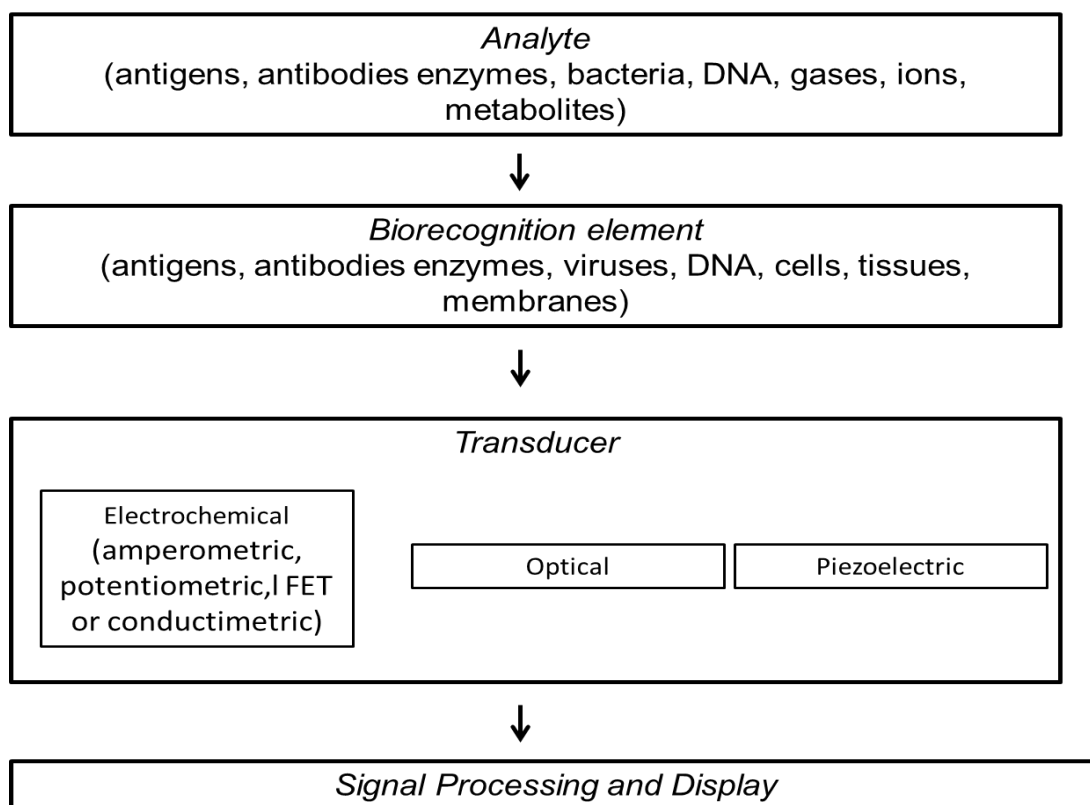 Analyte
(antigens, antibodies enzymes, bacteria, DNA, gases, ions,
metabolites)
Biorecognition element
(antigens, antibodies enzymes, viruses, DNA, cells, tissues,
membranes)
Transducer
Electrochemical
(amperometric,
potentiometric,l FET
or conductimetric)
Optical
Piezoelectric
Signal Processing and Display